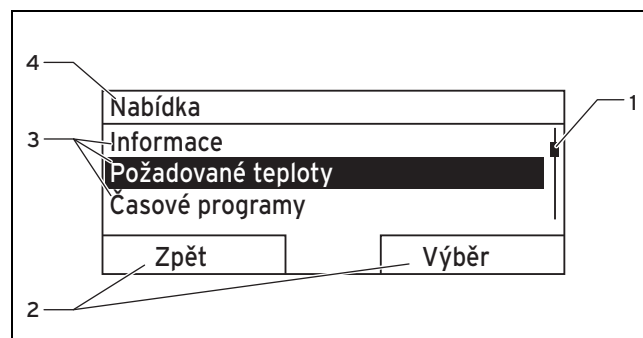 4
Nabídka
1
3
Informace
Požadované teploty
Časové programy
Zpět
Výběr
2